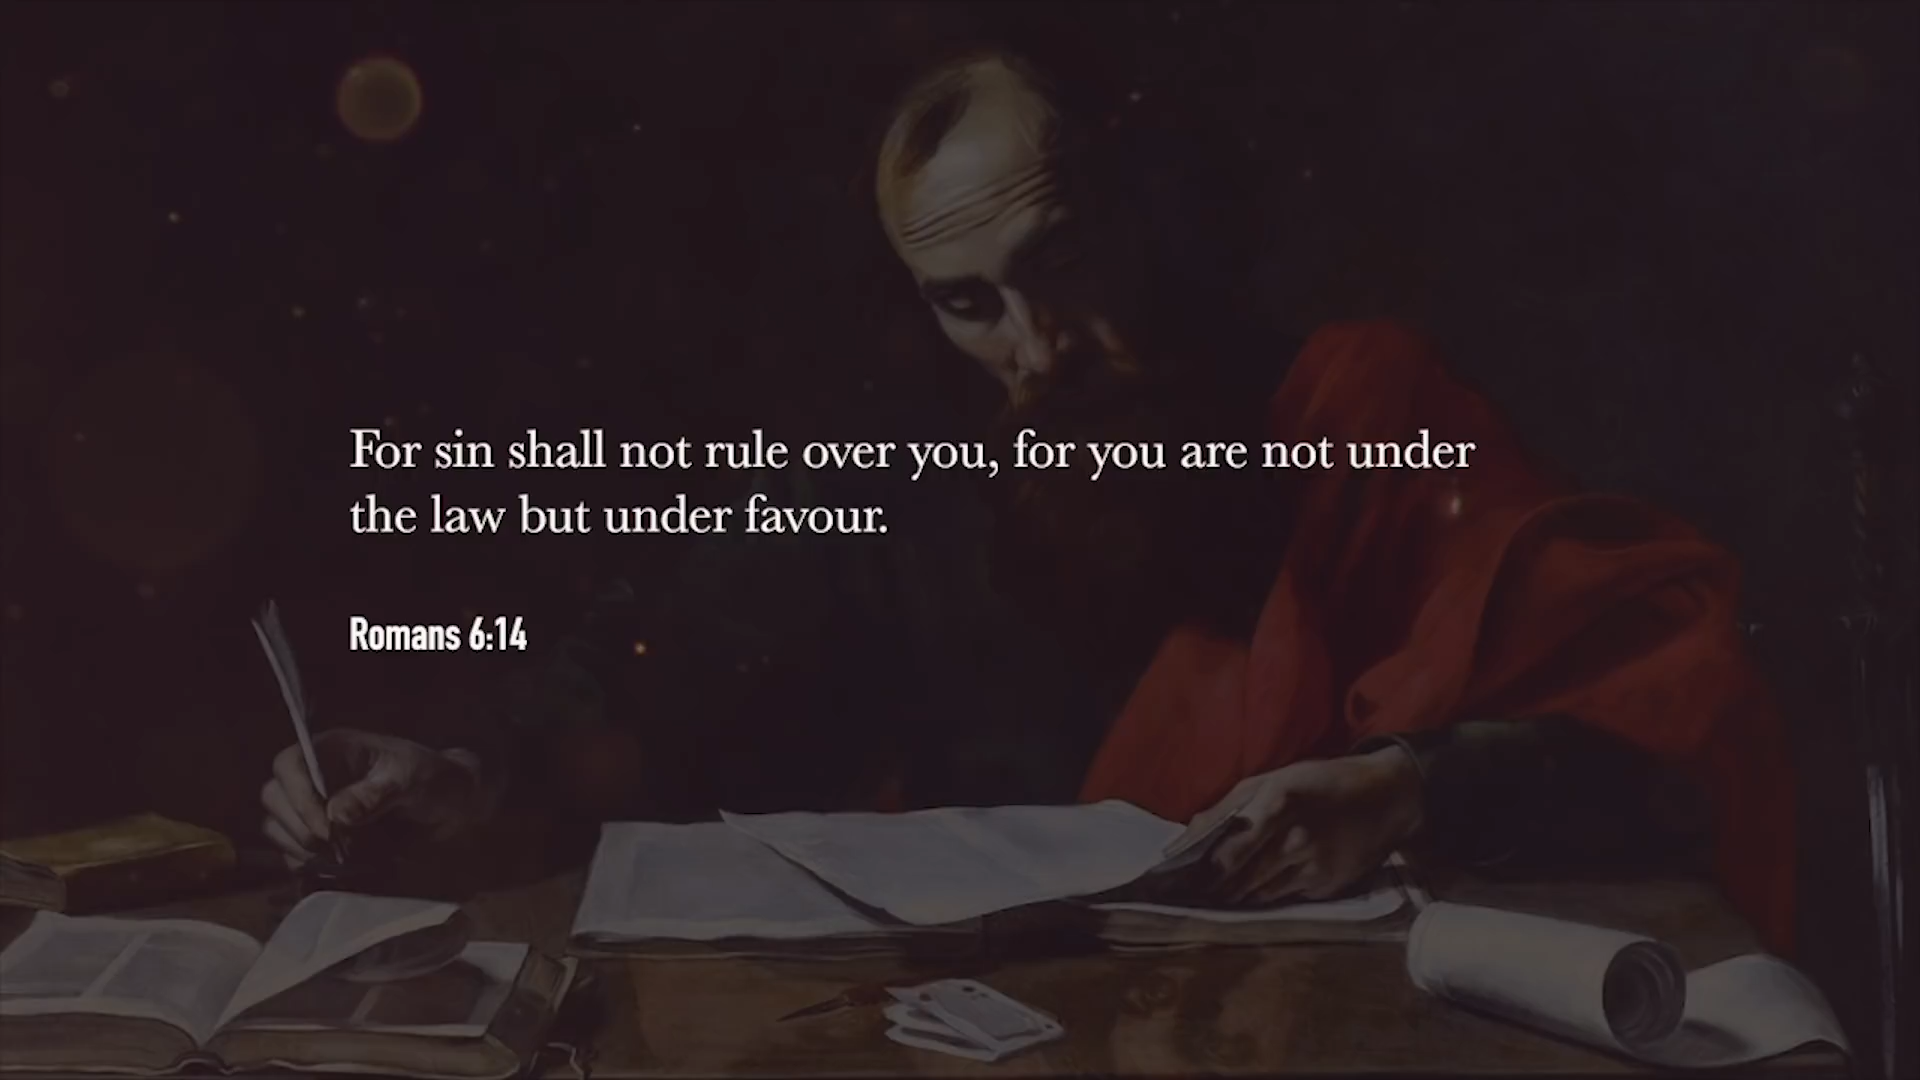 For sin shall not rule over you, for you are not under
the law but under favour.
Romans 6:14